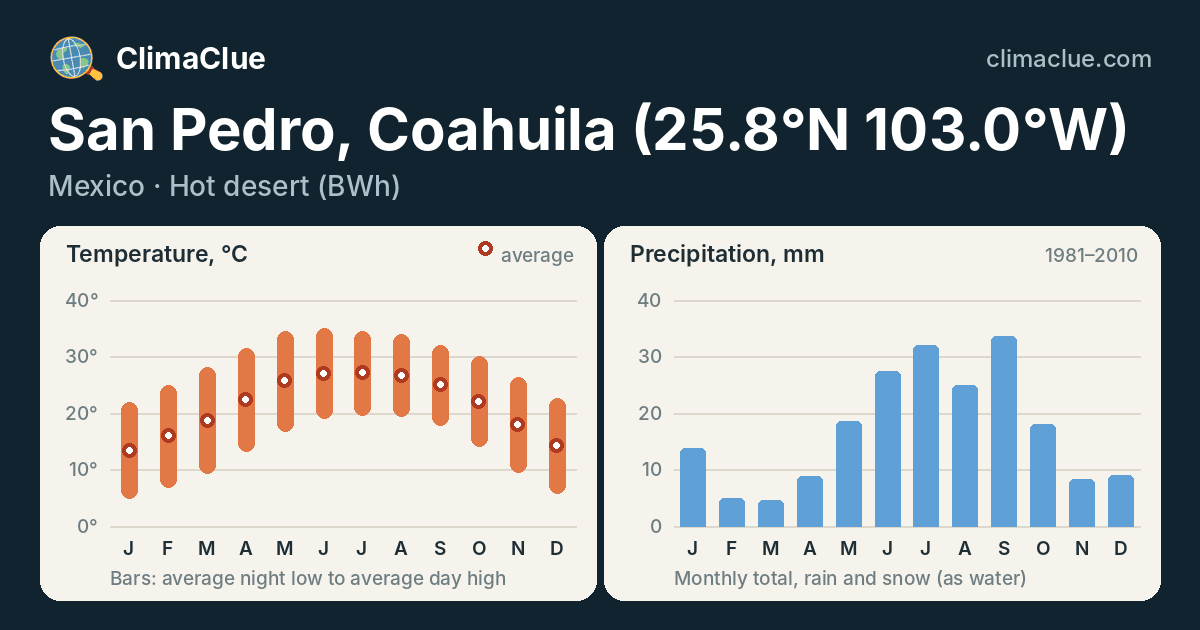 ClimaClue
climaclue.com
San Pedro, Coahuila (25.8°N 103.0°W)
Mexico · Hot desert (BWh)
Temperature, °C
average
40°
30°
20°
10°
0°
J F M A M J J A S O N D
Bars: average night low to average day high
Precipitation, mm
1981–2010
40
30
20
10
0
J F M A M J J A S O N D
Monthly total, rain and snow (as water)